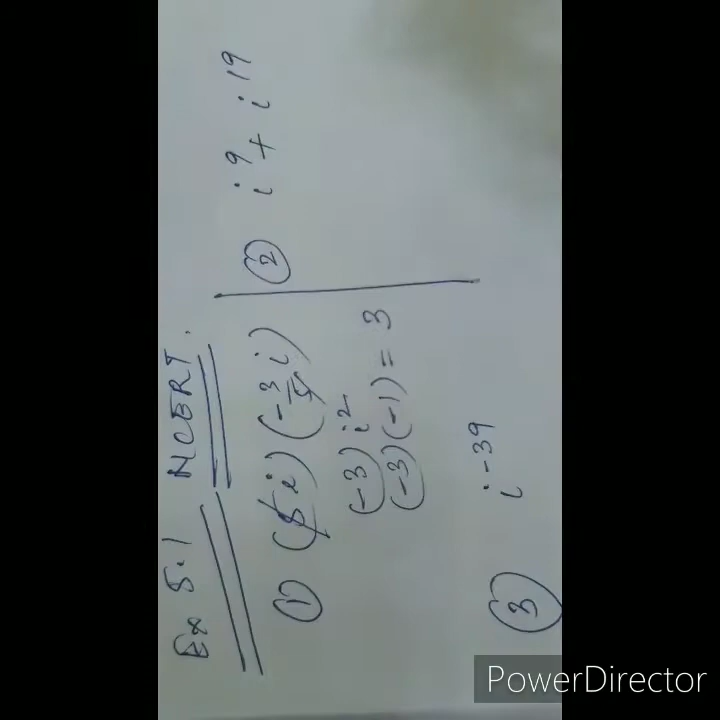 Ex 5.1 NCERT.
① (5i)(-3/5 i)
(-3) i²
(-3)(-1) = 3
② i⁹ + i¹⁹
③ i⁻³⁹
PowerDirector